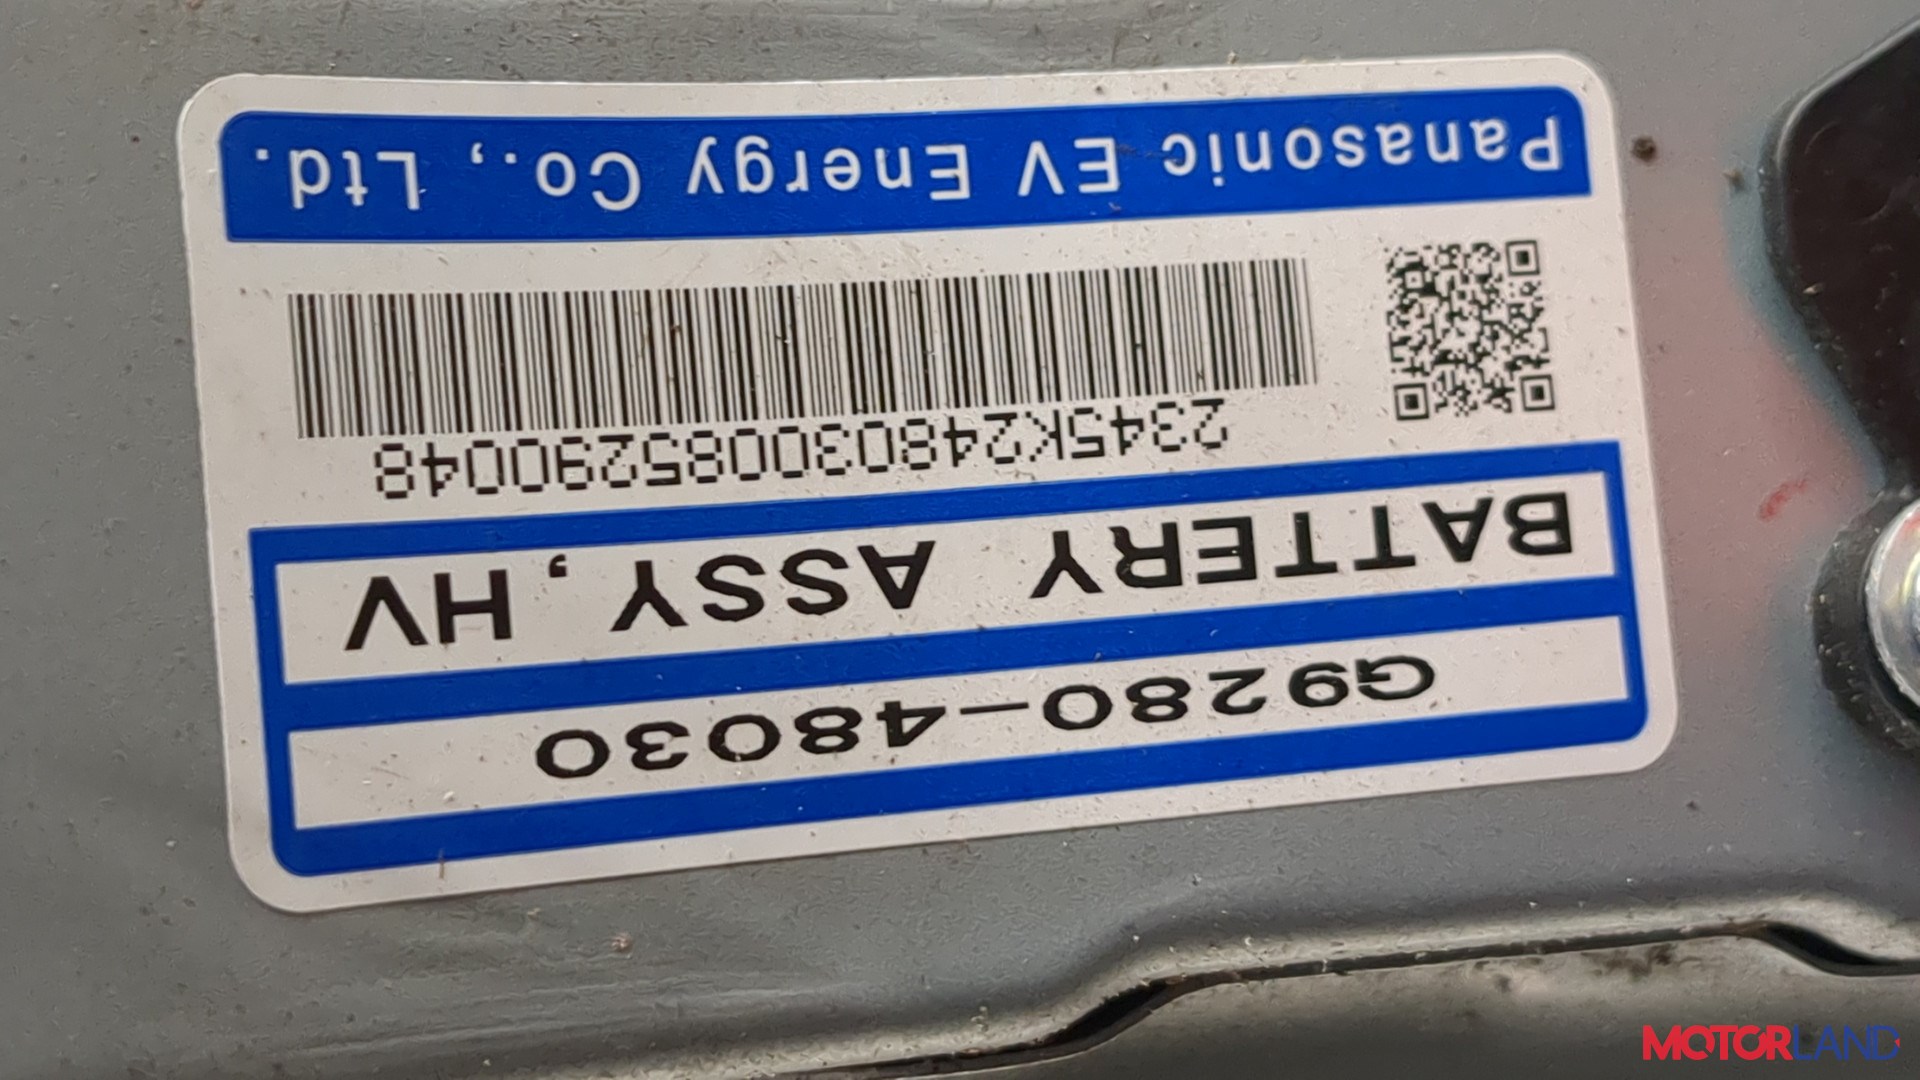 G9280-48030
BATTERY ASSY,HV
2345K248030085290048
Panasonic EV Energy Co., Ltd.
MOTORLAND